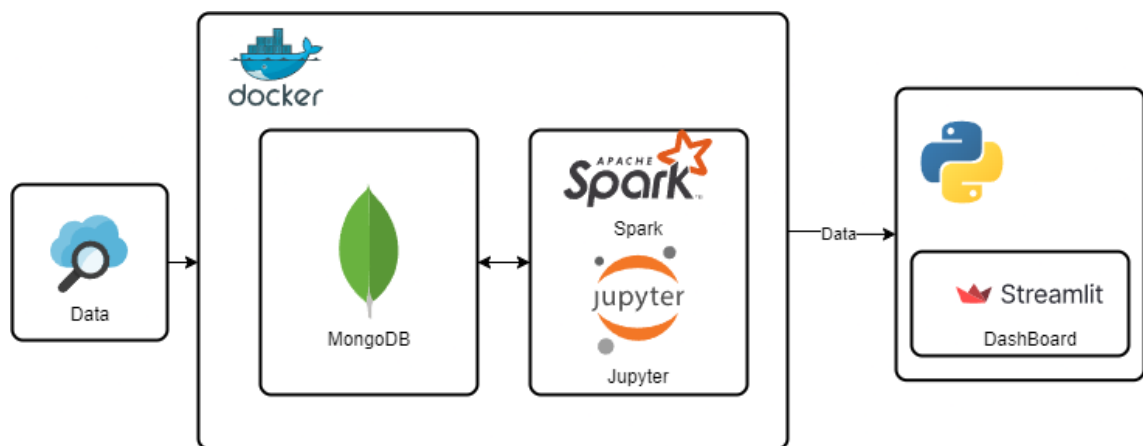 docker
APACHE
Spark
Spark
jupyter
Jupyter
MongoDB
Data
Data
Streamlit
DashBoard